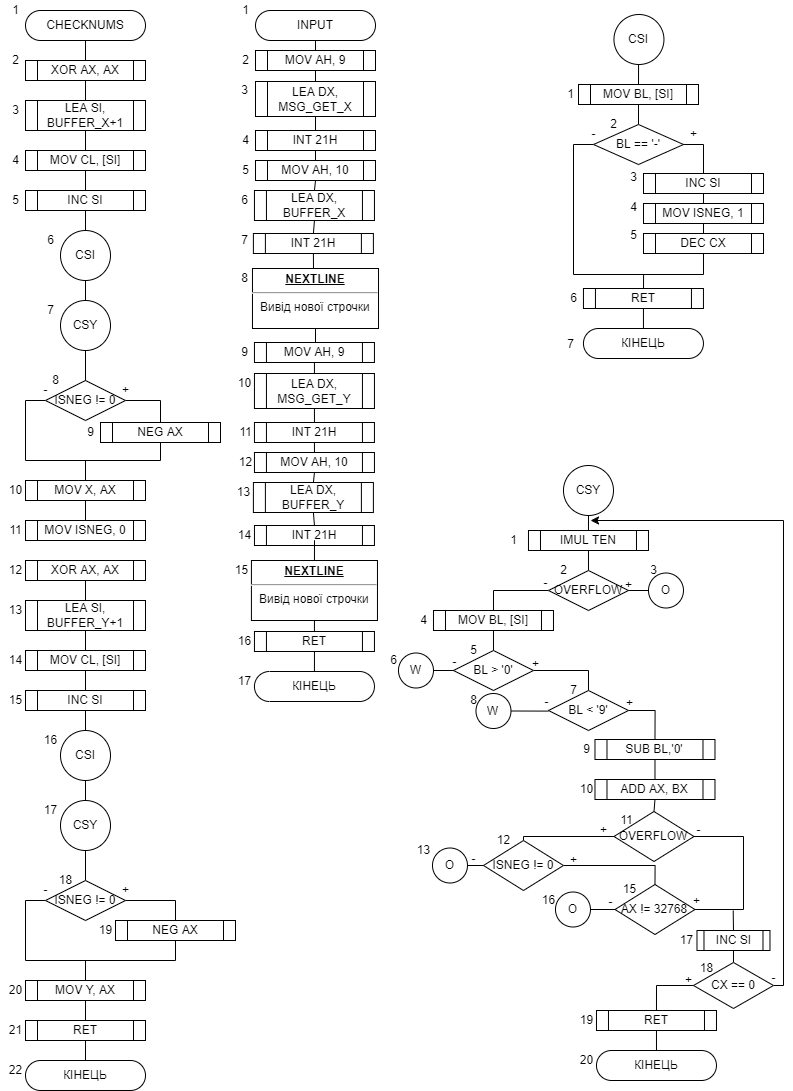 1
CHECKNUMS
2
XOR AX, AX
3
LEA SI,
BUFFER_X+1
4
MOV CL, [SI]
5
INC SI
6
CSI
7
CSY
8
- ISNEG != 0 +
9
NEG AX
10
MOV X, AX
11
MOV ISNEG, 0
12
XOR AX, AX
13
LEA SI,
BUFFER_Y+1
14
MOV CL, [SI]
15
INC SI
16
CSI
17
CSY
18
- ISNEG != 0 +
19
NEG AX
20
MOV Y, AX
21
RET
22
КІНЕЦЬ
1
INPUT
2
MOV AH, 9
3
LEA DX,
MSG_GET_X
4
INT 21H
5
MOV AH, 10
6
LEA DX,
BUFFER_X
7
INT 21H
8
NEXTLINE
Вивід нової строчки
9
MOV AH, 9
10
LEA DX,
MSG_GET_Y
11
INT 21H
12
MOV AH, 10
13
LEA DX,
BUFFER_Y
14
INT 21H
15
NEXTLINE
Вивід нової строчки
16
RET
17
КІНЕЦЬ
CSI
1
MOV BL, [SI]
2
- BL == '-' +
3
INC SI
4
MOV ISNEG, 1
5
DEC CX
6
RET
7
КІНЕЦЬ
CSY
1
IMUL TEN
2
- OVERFLOW +
3
O
4
MOV BL, [SI]
5
- BL > '0' +
6
W
7
- BL < '9' +
8
W
9
SUB BL,'0'
10
ADD AX, BX
11
+ OVERFLOW -
12
- ISNEG != 0 +
13
O
15
- AX != 32768 +
16
O
17
INC SI
18
+ CX == 0 -
19
RET
20
КІНЕЦЬ